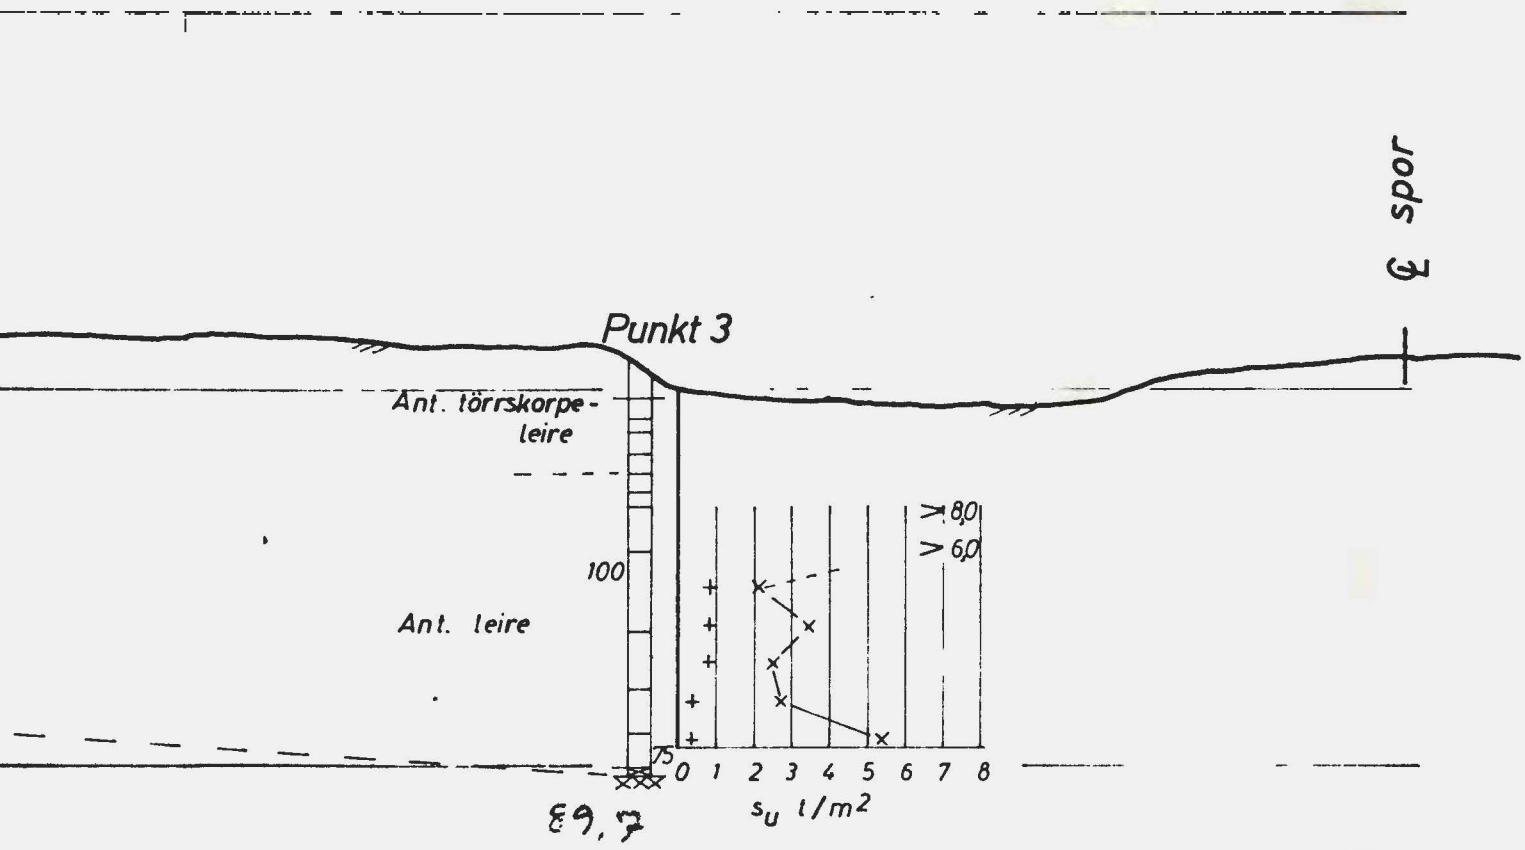 ℄ spor
Punkt 3
Ant. törrskorpe-
leire
> 8,0
> 6,0
100
Ant. leire
75
0 1 2 3 4 5 6 7 8
su t/m²
89,7